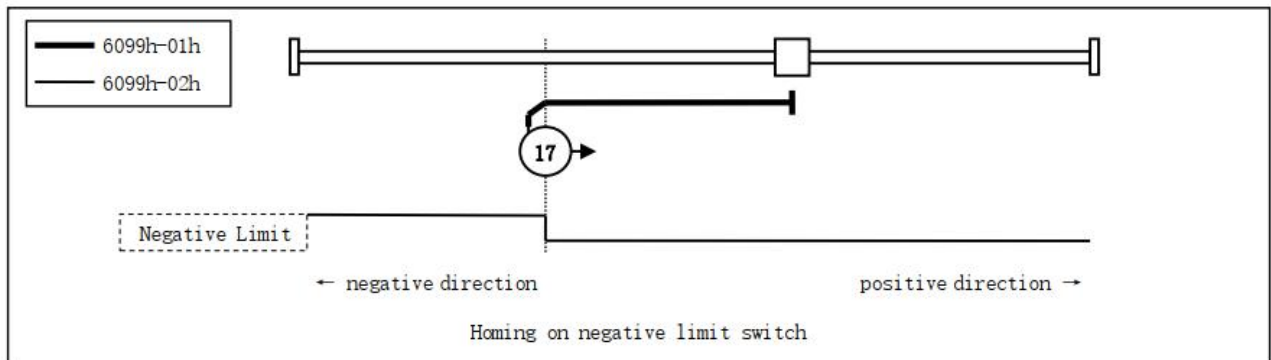 6099h-01h
6099h-02h
17
Negative Limit
← negative direction
positive direction →
Homing on negative limit switch